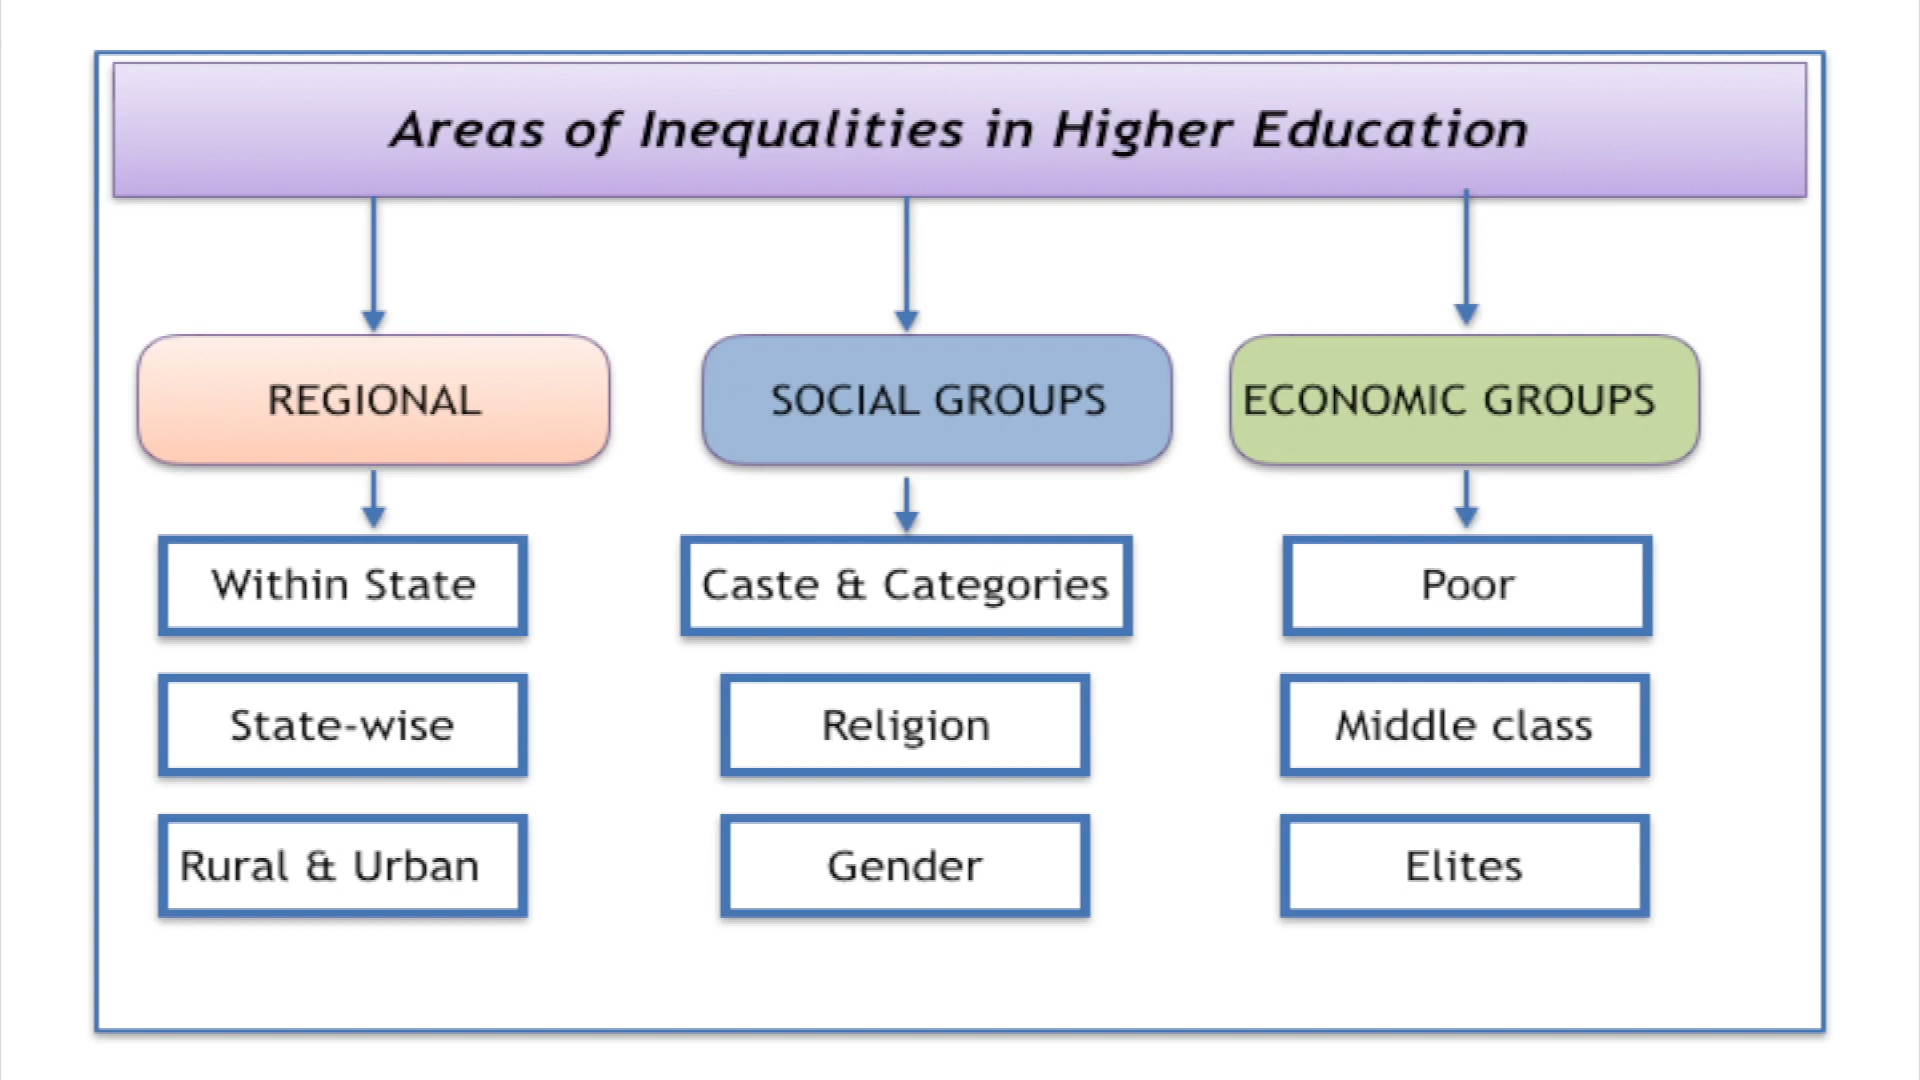 Areas of Inequalities in Higher Education
REGIONAL
Within State
State-wise
Rural & Urban
SOCIAL GROUPS
Caste & Categories
Religion
Gender
ECONOMIC GROUPS
Poor
Middle class
Elites